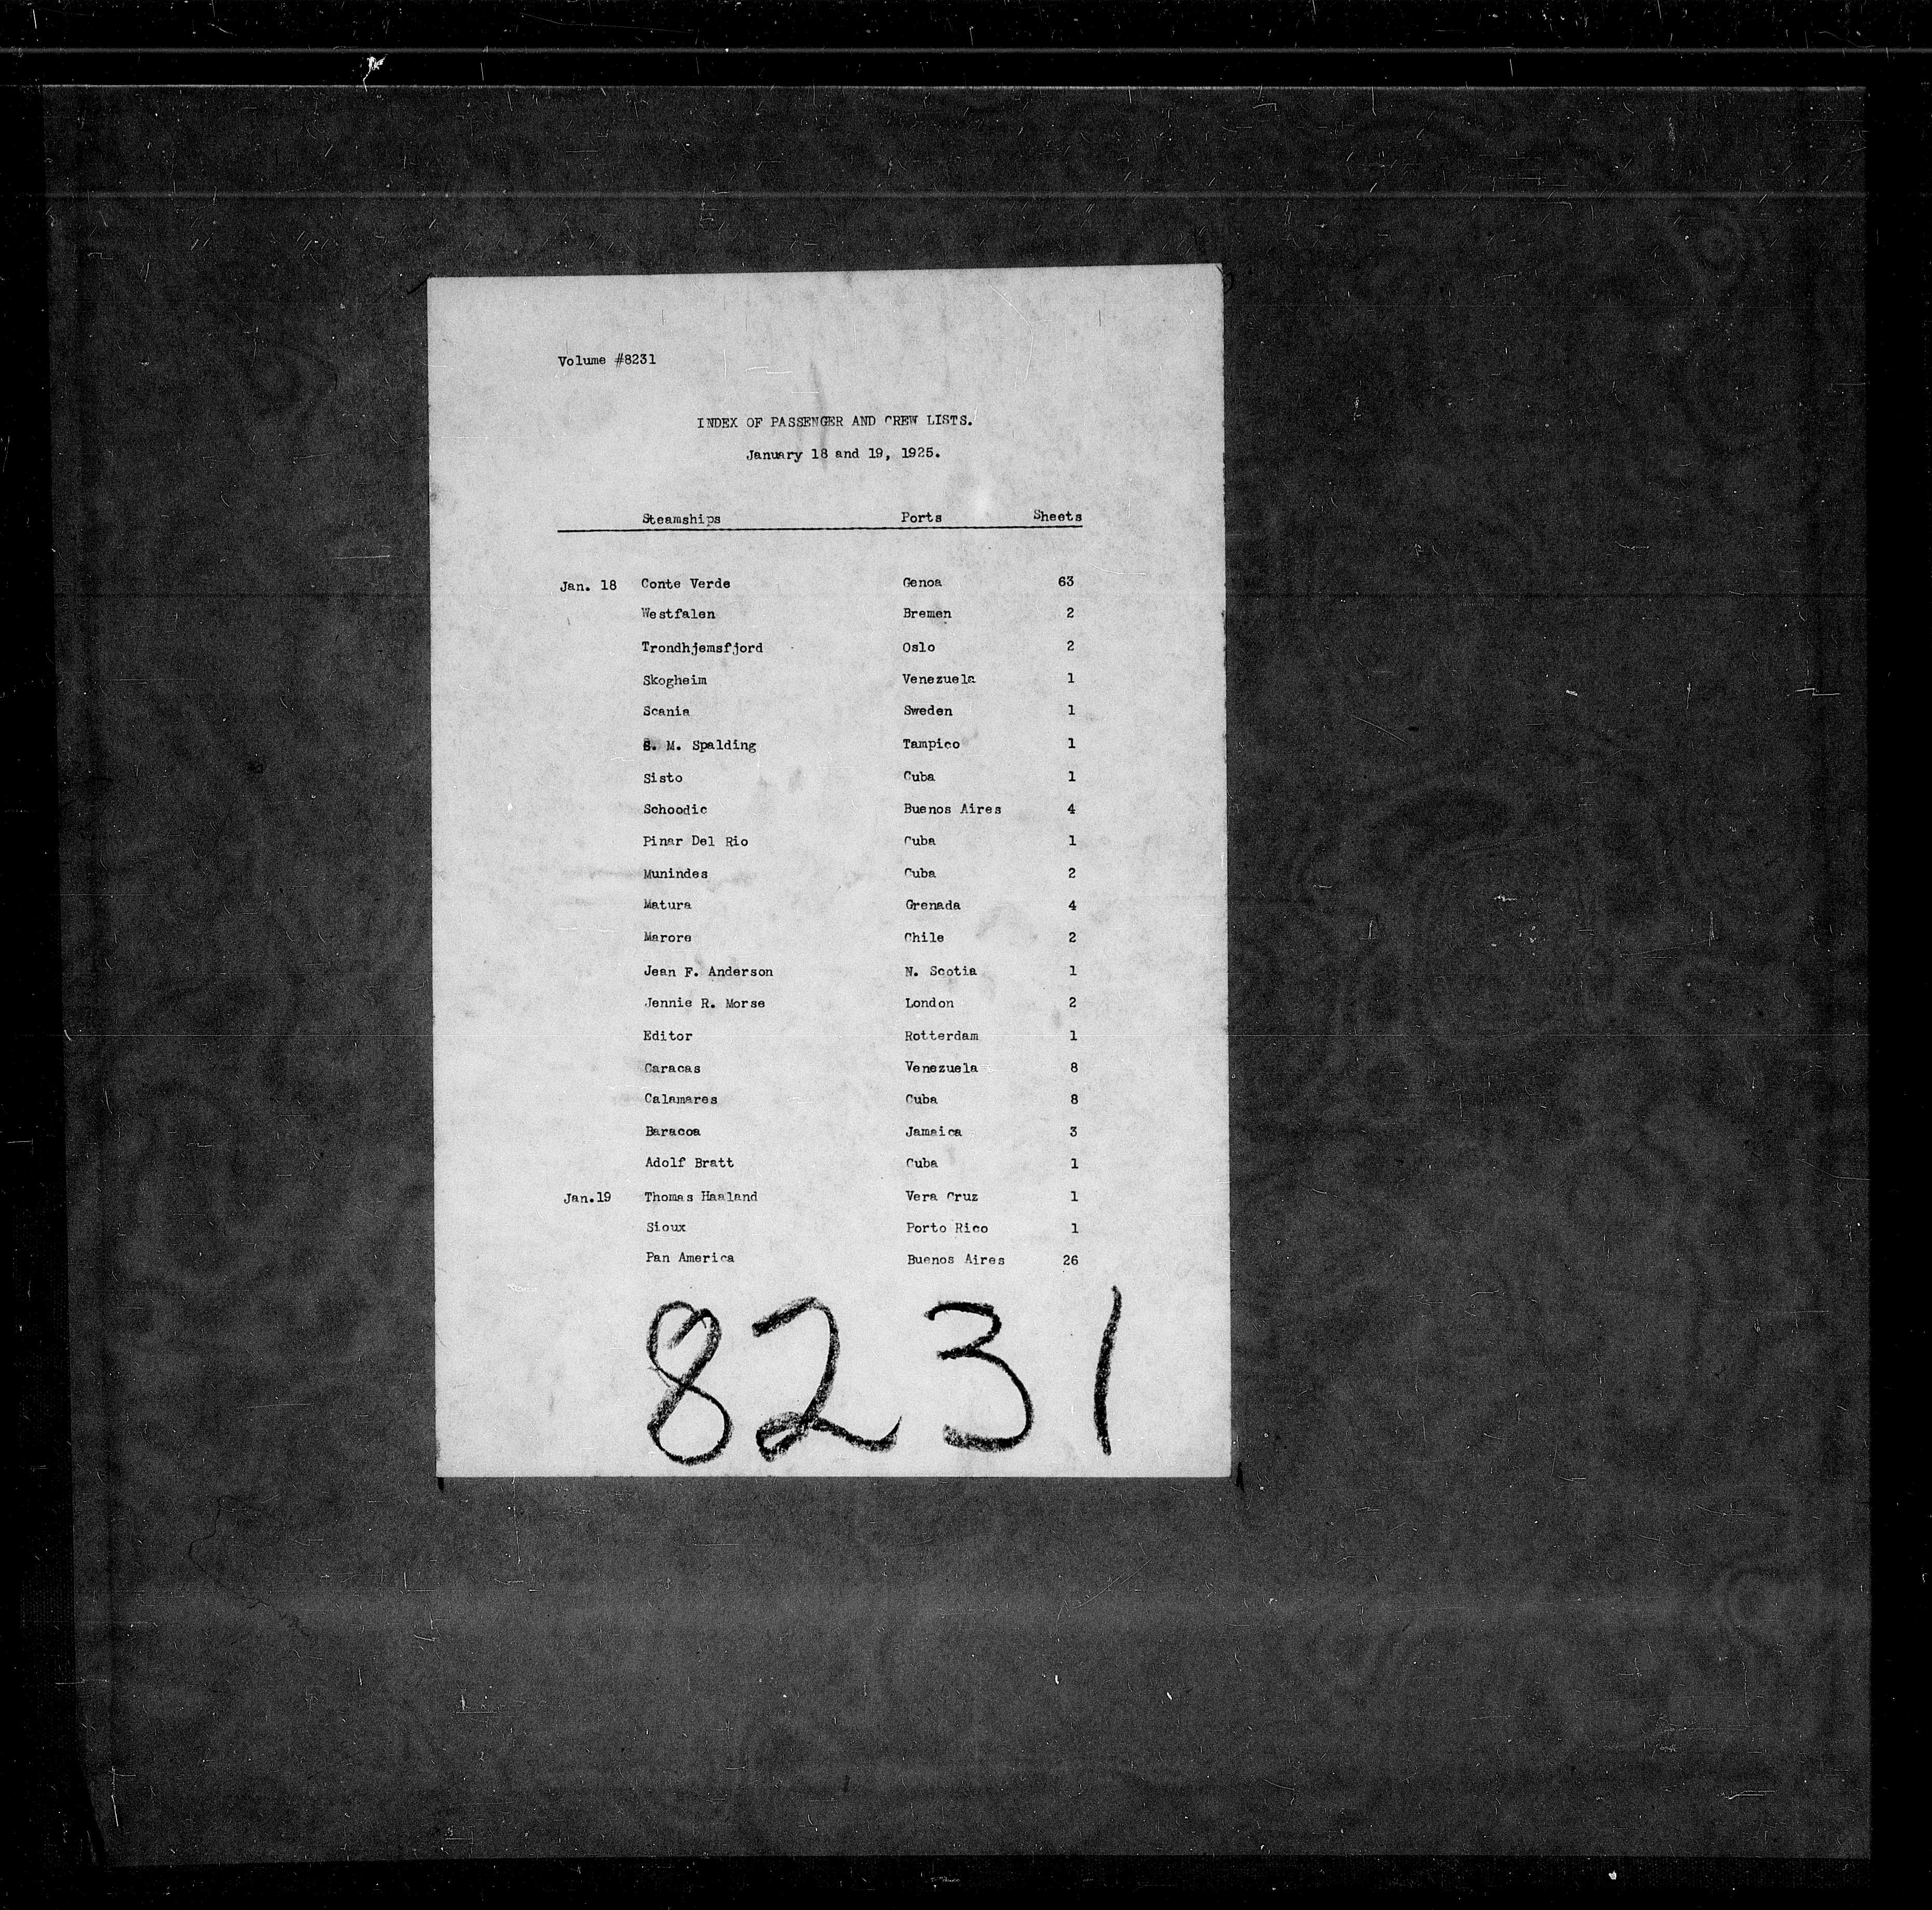 Volume #8231
INDEX OF PASSENGER AND CREW LISTS.
January 18 and 19, 1925.
Steamships Ports Sheets
Jan. 18 Conte Verde Genoa 63
Westfalen Bremen 2
Trondhjemsfjord Oslo 2
Skogheim Venezuela 1
Scania Sweden 1
S. M. Spalding Tampico 1
Sisto Cuba 1
Schoodic Buenos Aires 4
Pinar Del Rio Cuba 1
Munindes Cuba 2
Matura Grenada 4
Marore Chile 2
Jean F. Anderson N. Scotia 1
Jennie R. Morse London 2
Editor Rotterdam 1
Caracas Venezuela 8
Calamares Cuba 8
Baracoa Jamaica 3
Adolf Bratt Cuba 1
Jan.19 Thomas Haaland Vera Cruz 1
Sioux Porto Rico 1
Pan America Buenos Aires 26
8231